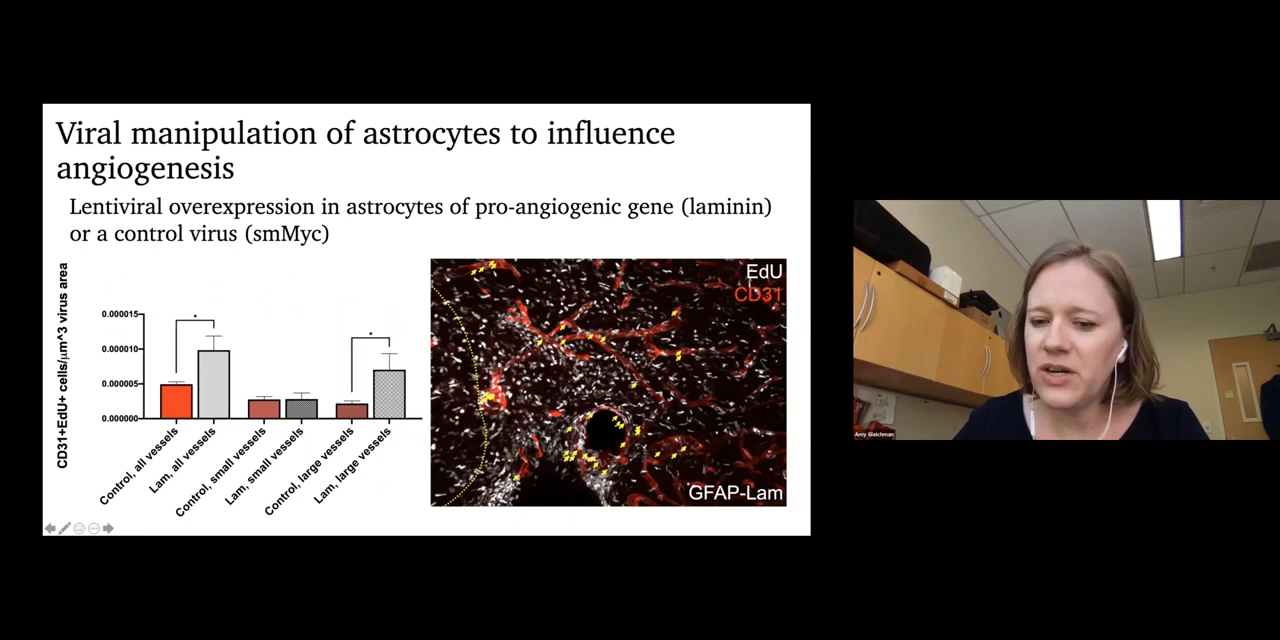 Viral manipulation of astrocytes to influence
angiogenesis
Lentiviral overexpression in astrocytes of pro-angiogenic gene (laminin)
or a control virus (smMyc)
CD31+EdU+ cells/μm^3 virus area
0.000015
0.000010
0.000005
0.000000
*
*
Control, all vessels
Lam, all vessels
Control, small vessels
Lam, small vessels
Control, large vessels
Lam, large vessels
EdU
CD31
GFAP-Lam
Amy Gleichman